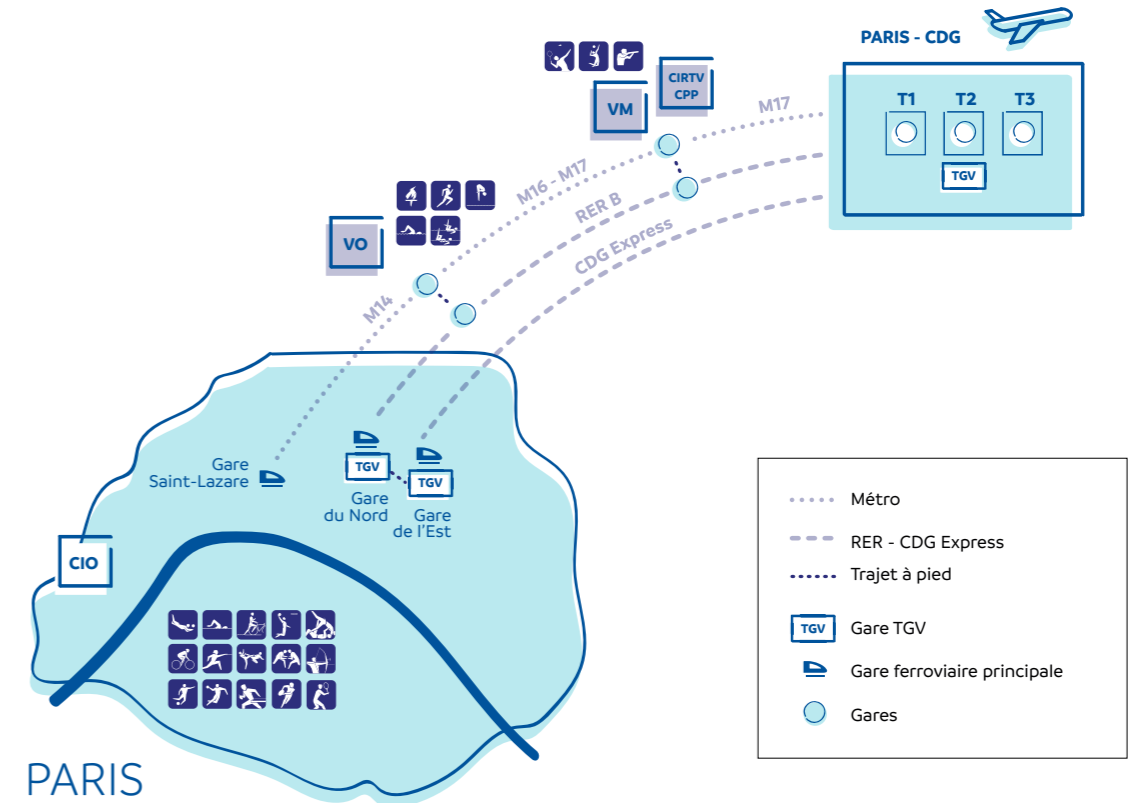 PARIS - CDG
CIRTV
CPP
VM
M17
T1 T2 T3
TGV
M16 - M17
RER B
CDG Express
VO
M14
Gare
Saint-Lazare
TGV
TGV
Gare
du Nord
Gare
de l'Est
CIO
PARIS
Métro
RER - CDG Express
Trajet à pied
TGV Gare TGV
Gare ferroviaire principale
Gares